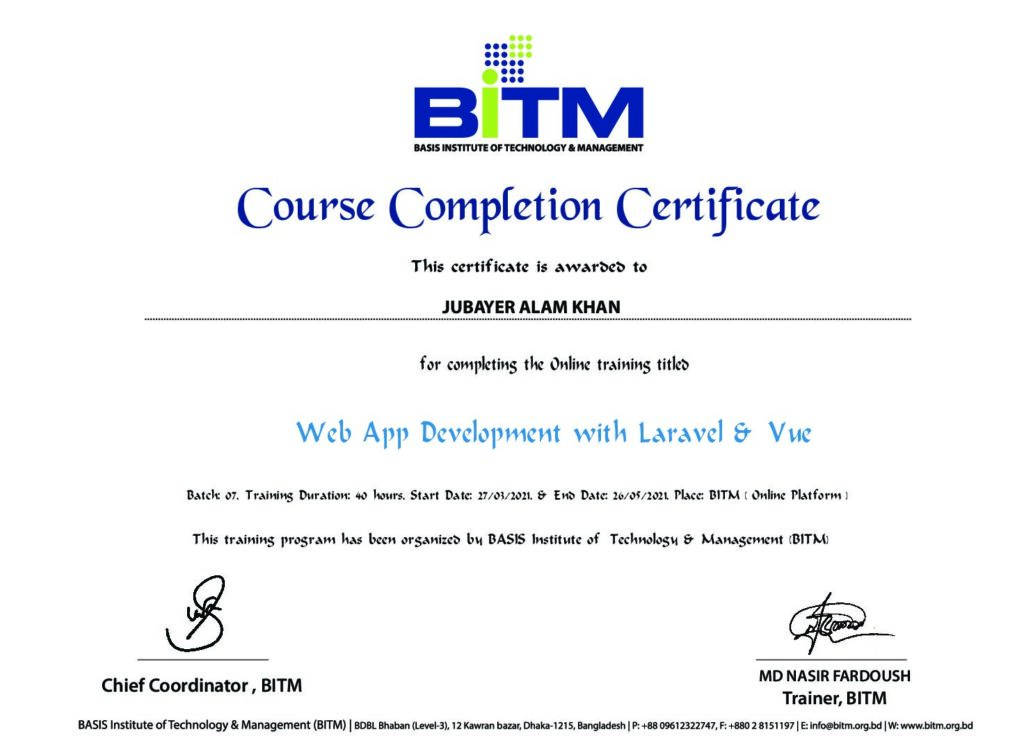 BiTM
BASIS INSTITUTE OF TECHNOLOGY & MANAGEMENT
Course Completion Certificate
This certificate is awarded to
JUBAYER ALAM KHAN
for completing the Online training titled
Web App Development with Laravel & Vue
Batch: 07. Training Duration: 40 hours. Start Date: 27/03/2021. & End Date: 26/05/2021. Place: BITM ( Online Platform )
This training program has been organized by BASIS Institute of Technology & Management (BITM)
Chief Coordinator , BITM
MD NASIR FARDOUSH
Trainer, BITM
BASIS Institute of Technology & Management (BITM) | BDBL Bhaban (Level-3), 12 Kawran bazar, Dhaka-1215, Bangladesh | P: +88 09612322747, F: +880 2 8151197 | E: info@bitm.org.bd | W: www.bitm.org.bd